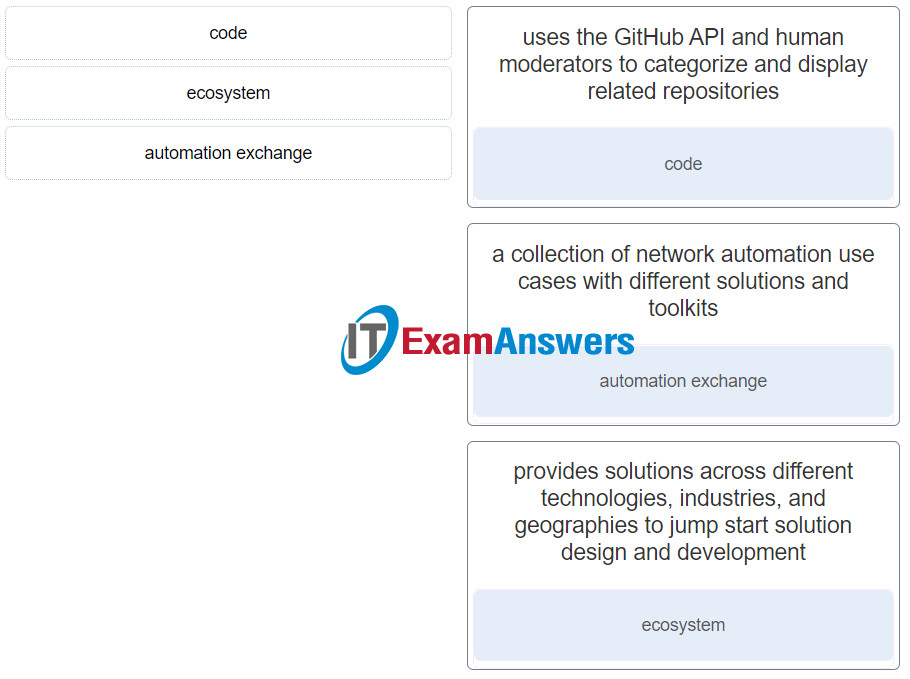 code
ecosystem
automation exchange
uses the GitHub API and human
moderators to categorize and display
related repositories
code
a collection of network automation use
cases with different solutions and
toolkits
ITExamAnswers
automation exchange
provides solutions across different
technologies, industries, and
geographies to jump start solution
design and development
ecosystem